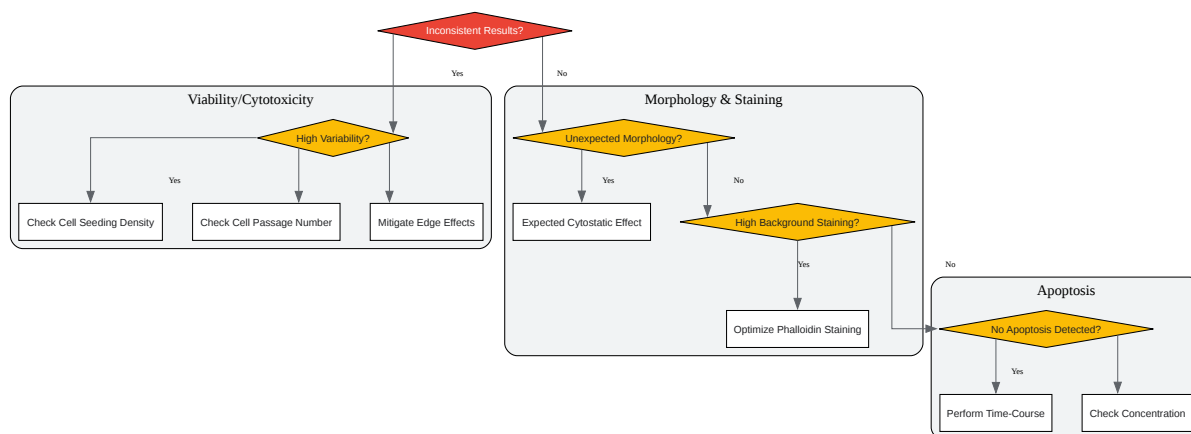 Inconsistent Results?
Yes
No
Viability/Cytotoxicity
Morphology & Staining
High Variability?
Unexpected Morphology?
Yes
Yes
No
Check Cell Seeding Density
Check Cell Passage Number
Mitigate Edge Effects
Expected Cytostatic Effect
High Background Staining?
Yes
No
Apoptosis
Optimize Phalloidin Staining
No Apoptosis Detected?
Yes
Perform Time-Course
Check Concentration